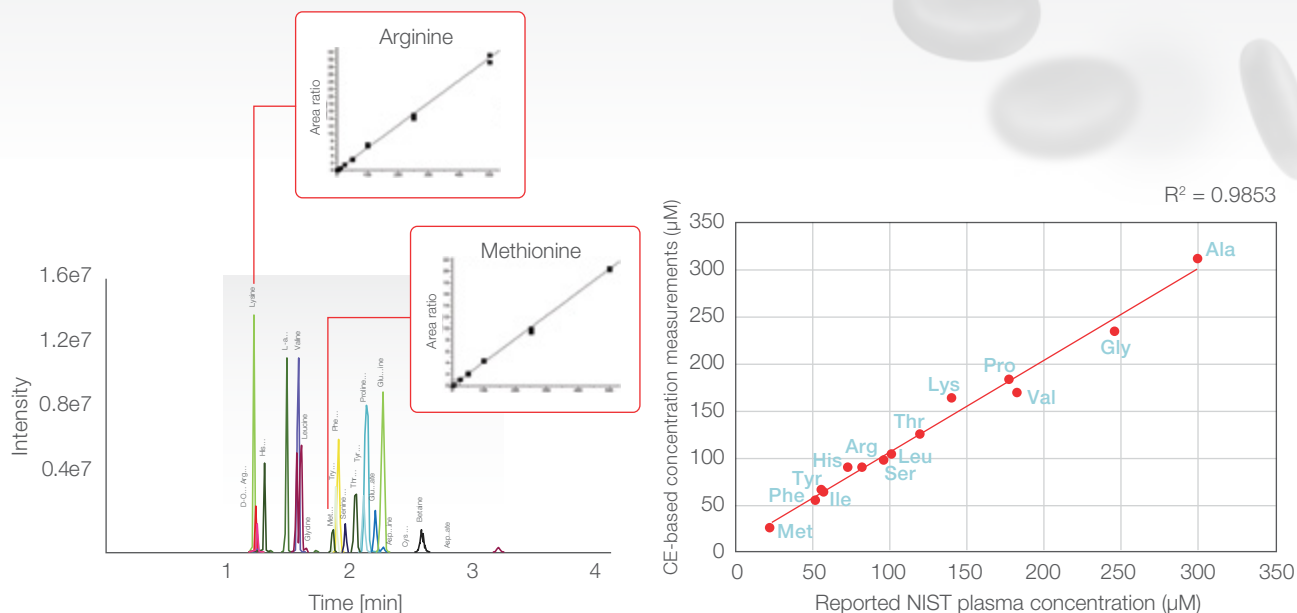 Arginine
Area ratio
Methionine
Area ratio
1.6e7
1.2e7
0.8e7
0.4e7
Intensity
D-O... Arg...
Lysine
His...
L-a...
Valine
Leucine
Glycine
Met...
Try...
Phe...
Serine...
Thr...
Tyr...
Proline...
Glu...ate
Glu...ine
Asp...ine
Cys...
Betaine
Asp..ate
1 2 3 4
Time [min]
R² = 0.9853
CE-based concentration measurements (µM)
350
300
250
200
150
100
50
0
Ala
Gly
Pro
Val
Lys
Thr
Arg
Leu
His
Ser
Tyr
Ile
Phe
Met
0 50 100 150 200 250 300 350
Reported NIST plasma concentration (µM)